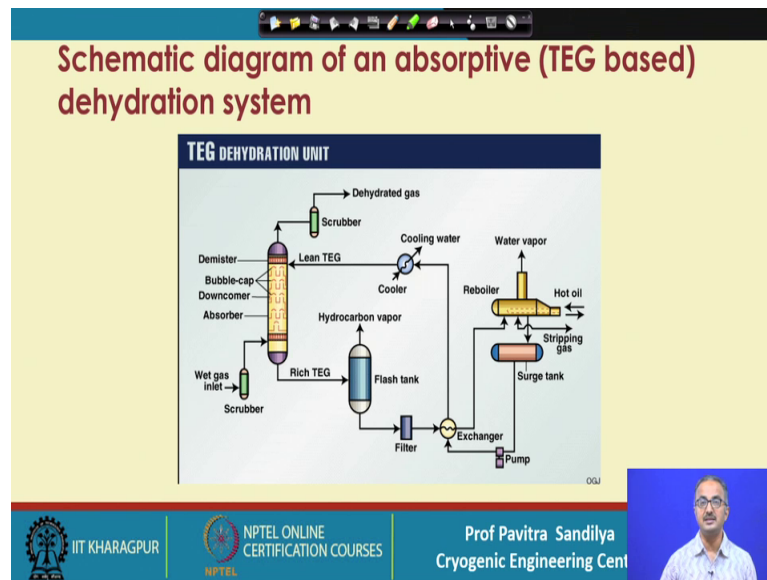 Schematic diagram of an absorptive (TEG based)
dehydration system
TEG DEHYDRATION UNIT
Dehydrated gas
Scrubber
Cooling water
Water vapor
Demister
Lean TEG
Bubble-cap
Downcomer
Cooler
Reboiler
Hot oil
Absorber
Hydrocarbon vapor
Stripping
gas
Wet gas
inlet
Rich TEG
Flash tank
Surge tank
Scrubber
Filter
Exchanger
Pump
OGJ
IIT KHARAGPUR
NPTEL
NPTEL ONLINE
CERTIFICATION COURSES
Prof Pavitra Sandilya
Cryogenic Engineering Cent